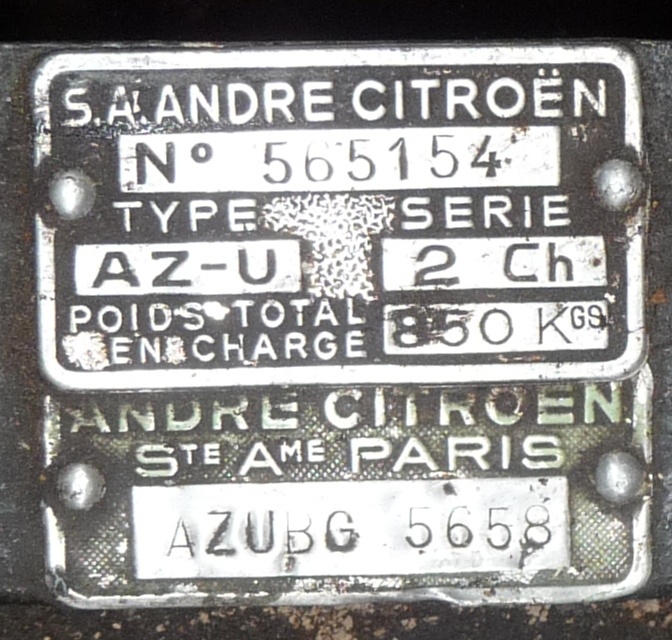 S.A. ANDRE CITROËN
Nº 565154
TYPE SERIE
AZ-U 2 Ch
POIDS TOTAL
EN CHARGE 850 KGS
ANDRE CITROËN
STE AME PARIS
AZUBG 5658